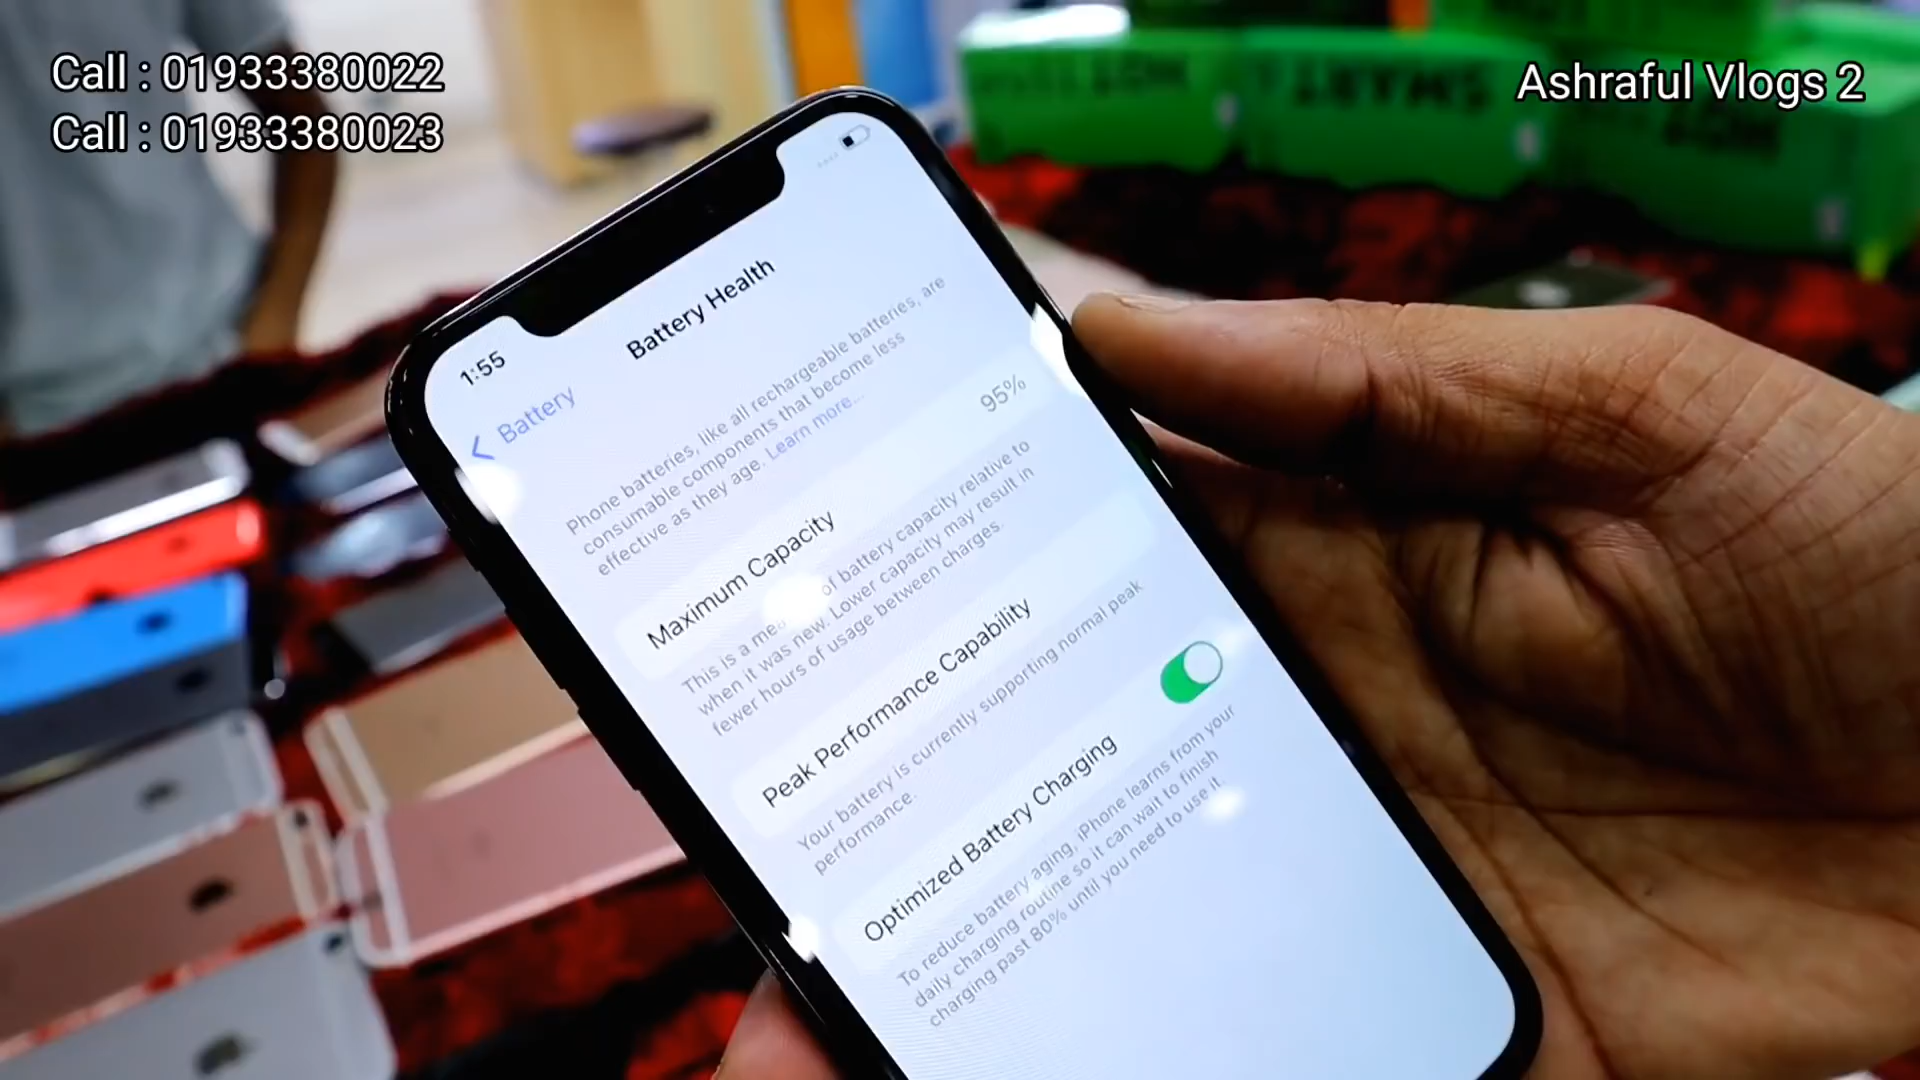 Call : 01933380022
Call : 01933380023
Ashraful Vlogs 2
1:55
Battery
Battery Health
Phone batteries, like all rechargeable batteries, are
consumable components that become less
effective as they age. Learn more...
Maximum Capacity 95%
This is a me of battery capacity relative to
when it was new. Lower capacity may result in
fewer hours of usage between charges.
Peak Performance Capability
Your battery is currently supporting normal peak
performance.
Optimized Battery Charging
To reduce battery aging, iPhone learns from your
daily charging routine so it can wait to finish
charging past 80% until you need to use it.
SMART